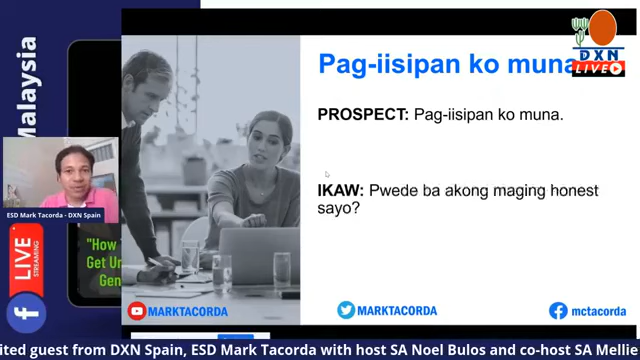 Malaysia
Pag-iisipan ko muna
DXN
LIVE
PROSPECT: Pag-iisipan ko muna.
IKAW: Pwede ba akong maging honest
sayo?
ESD Mark Tacorda - DXN Spain
LIVE
STREAMING
"How
Get Un
Gen
f
MARKTACORDA
MARKTACORDA
mctacorda
ited guest from DXN Spain, ESD Mark Tacorda with host SA Noel Bulos and co-host SA Mellie